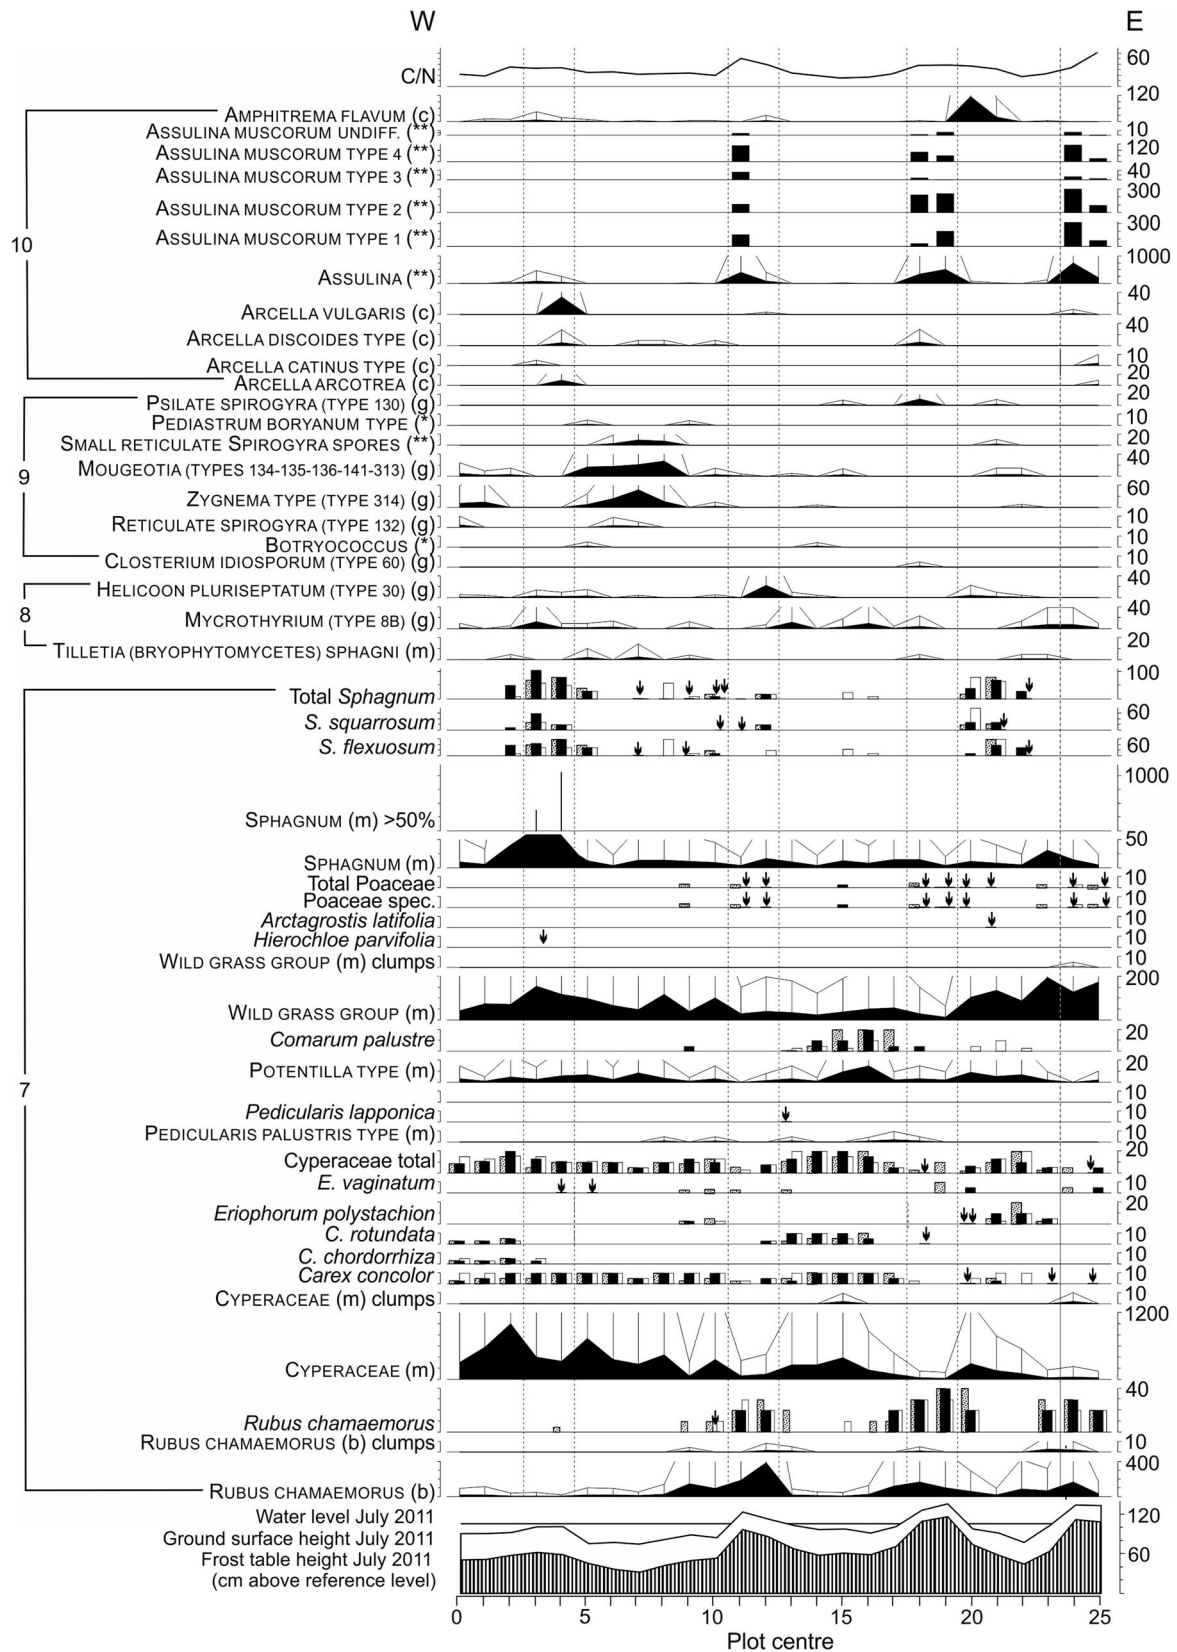 W E
C/N 60
AMPHITREMA FLAVUM (c) 120
ASSULINA MUSCORUM UNDIFF. (**) 10
ASSULINA MUSCORUM TYPE 4 (**) 120
ASSULINA MUSCORUM TYPE 3 (**) 40
ASSULINA MUSCORUM TYPE 2 (**) 300
ASSULINA MUSCORUM TYPE 1 (**) 300
10
ASSULINA (**) 1000
ARCELLA VULGARIS (c) 40
ARCELLA DISCOIDES TYPE (c) 40
ARCELLA CATINUS TYPE (c) 10
ARCELLA ARCOTREA (c) 20
PSILATE SPIROGYRA (TYPE 130) (g) 20
PEDIASTRUM BORYANUM TYPE (*) 10
SMALL RETICULATE SPIROGYRA SPORES (**) 20
MOUGEOTIA (TYPES 134-135-136-141-313) (g) 40
9
ZYGNEMA TYPE (TYPE 314) (g) 60
RETICULATE SPIROGYRA (TYPE 132) (g) 10
BOTRYOCOCCUS (*) 10
CLOSTERIUM IDIOSPORUM (TYPE 60) (g) 10
HELICOON PLURISEPTATUM (TYPE 30) (g) 40
8
MYCROTHYRIUM (TYPE 8B) (g) 40
TILLETIA (BRYOPHYTOMYCETES) SPHAGNI (m) 20
Total Sphagnum 100
S. squarrosum 60
S. flexuosum 60
SPHAGNUM (m) >50% 1000
SPHAGNUM (m) 50
Total Poaceae 10
Poaceae spec. 10
Arctagrostis latifolia 10
Hierochloe parvifolia 10
WILD GRASS GROUP (m) clumps 10
WILD GRASS GROUP (m) 200
Comarum palustre 20
POTENTILLA TYPE (m) 20
7
10
Pedicularis lapponica 10
PEDICULARIS PALUSTRIS TYPE (m) 10
Cyperaceae total 20
E. vaginatum 10
Eriophorum polystachion 20
C. rotundata 10
C. chordorrhiza 10
Carex concolor 10
CYPERACEAE (m) clumps 10
CYPERACEAE (m) 1200
Rubus chamaemorus 40
RUBUS CHAMAEMORUS (b) clumps 10
RUBUS CHAMAEMORUS (b) 400
Water level July 2011 120
Ground surface height July 2011
Frost table height July 2011 60
(cm above reference level)
0 5 10 15 20 25
Plot centre